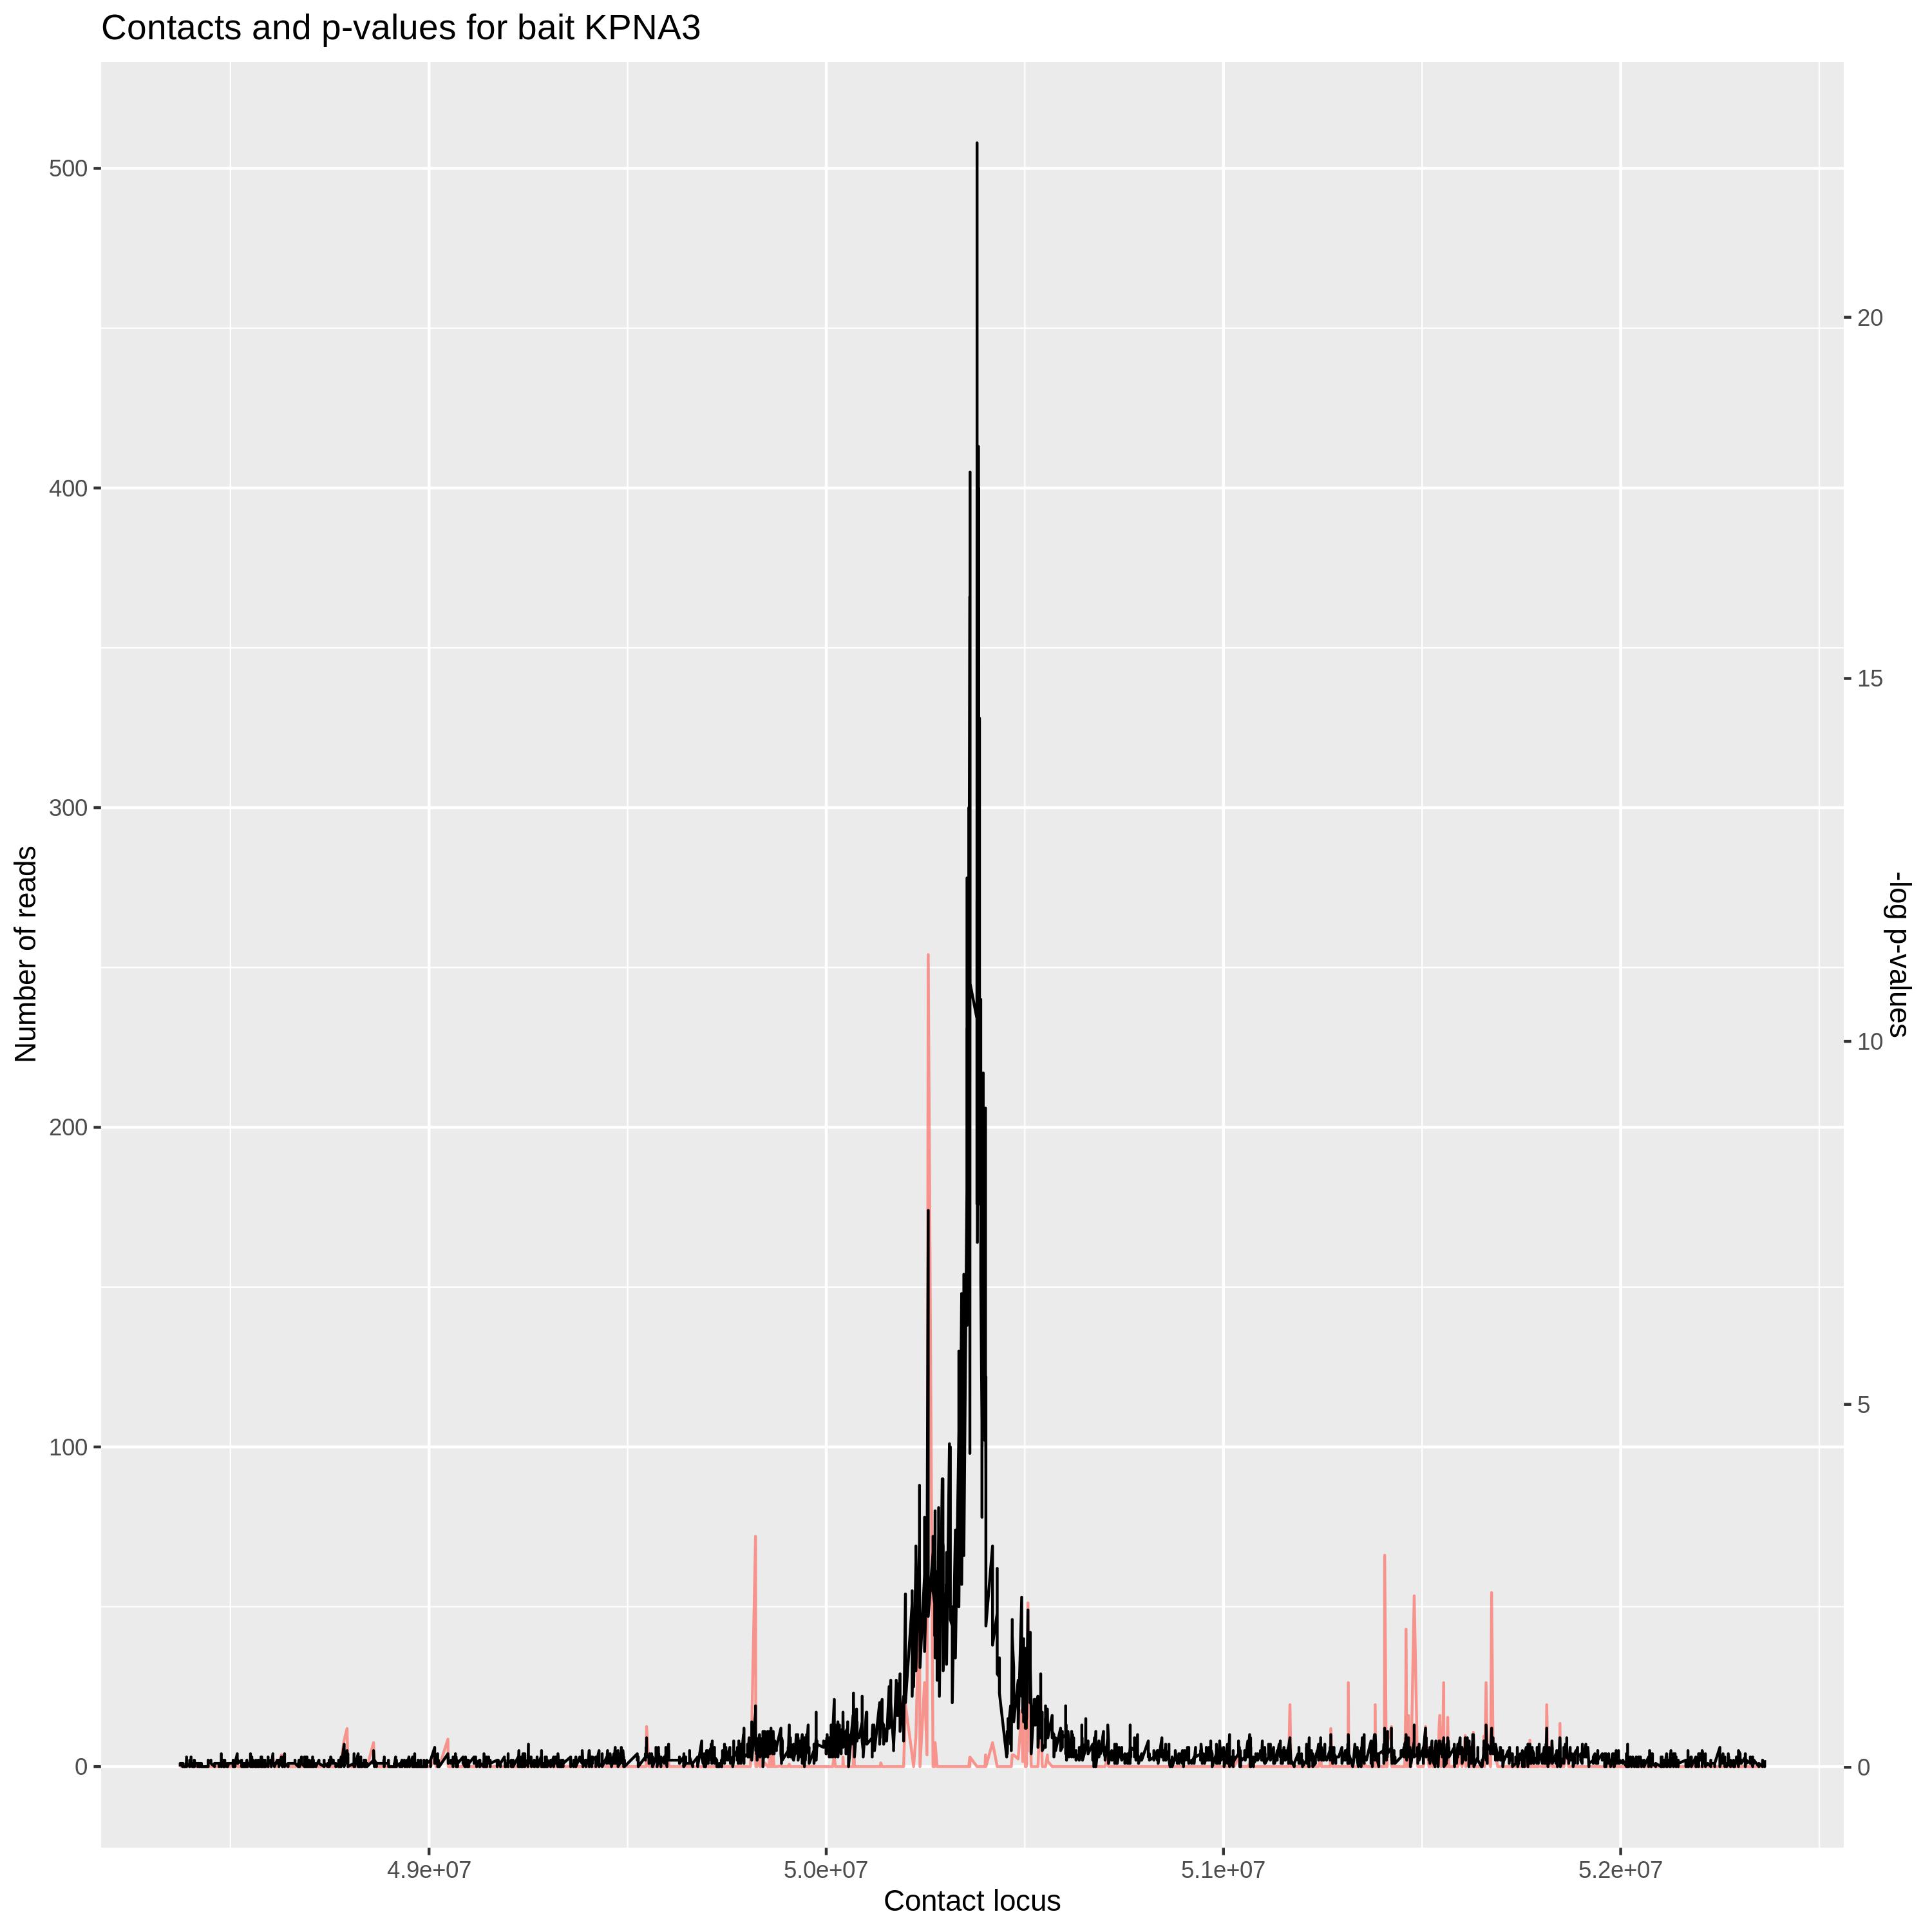 Contacts and p-values for bait KPNA3
500
400
300
200
100
0
Number of reads
20
15
10
5
0
-log p-values
4.9e+07
5.0e+07
5.1e+07
5.2e+07
Contact locus